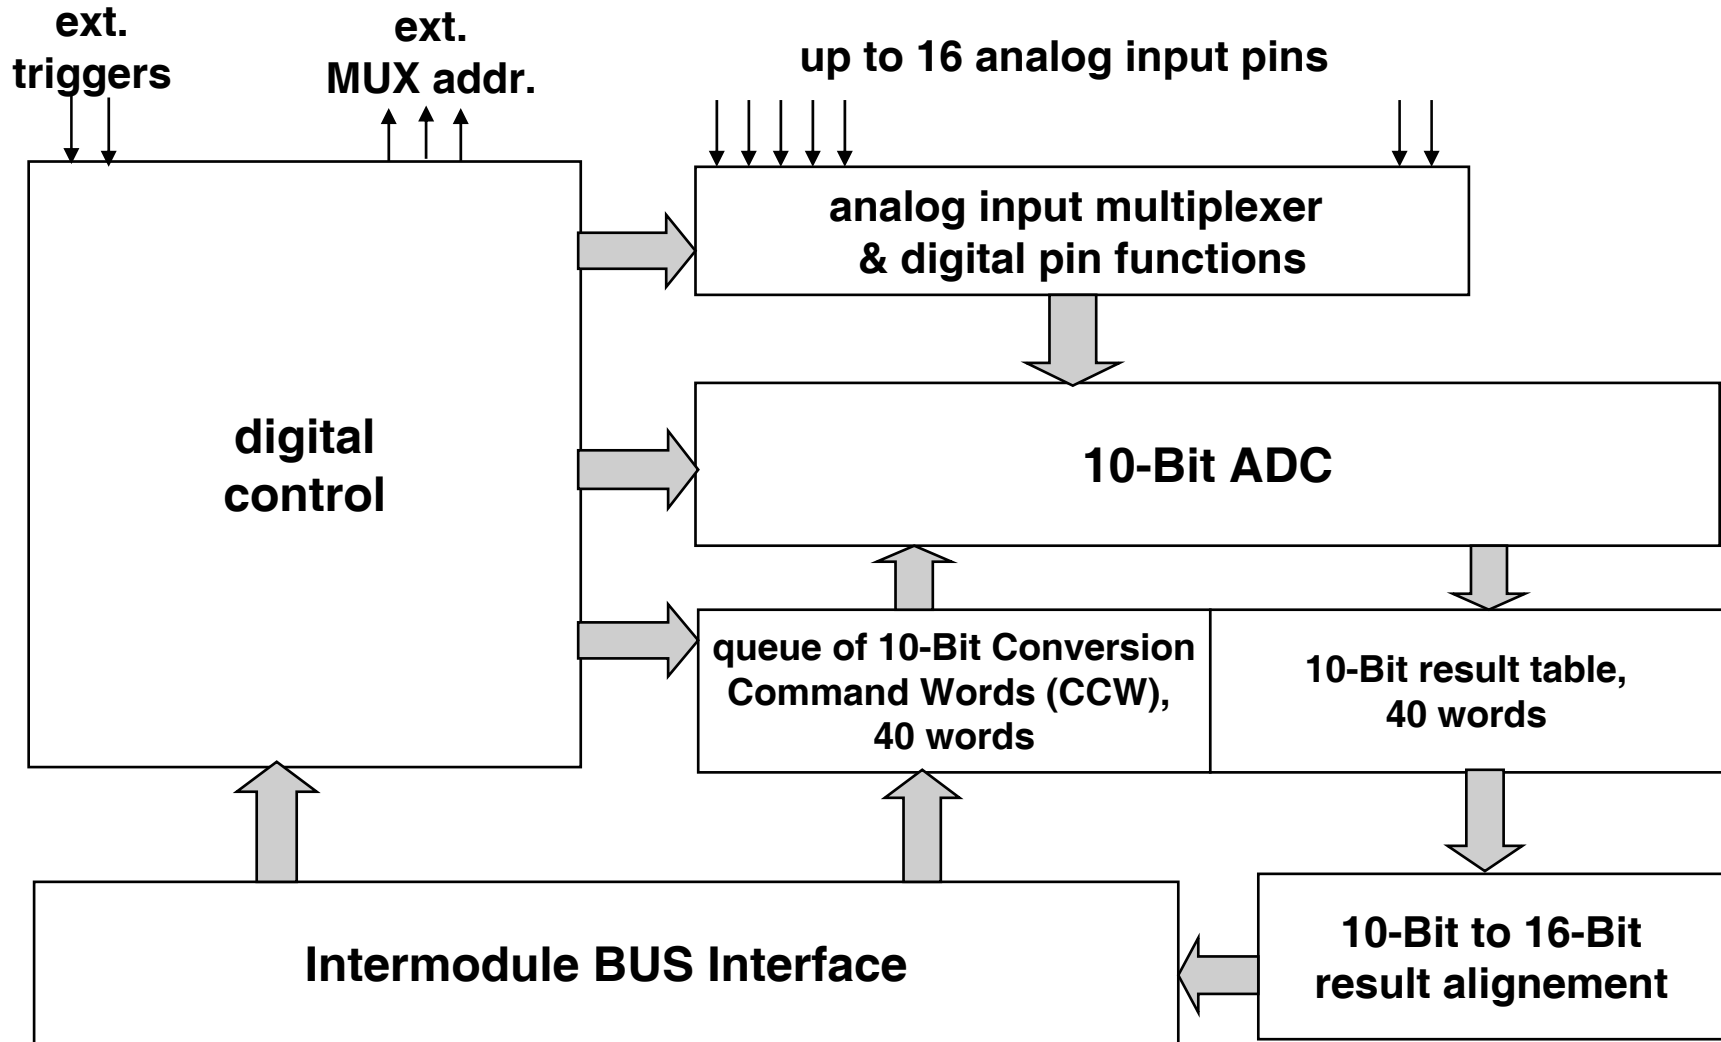 ext.
triggers
ext.
MUX addr.
up to 16 analog input pins
analog input multiplexer
& digital pin functions
digital
control
10-Bit ADC
queue of 10-Bit Conversion
Command Words (CCW),
40 words
10-Bit result table,
40 words
Intermodule BUS Interface
10-Bit to 16-Bit
result alignement